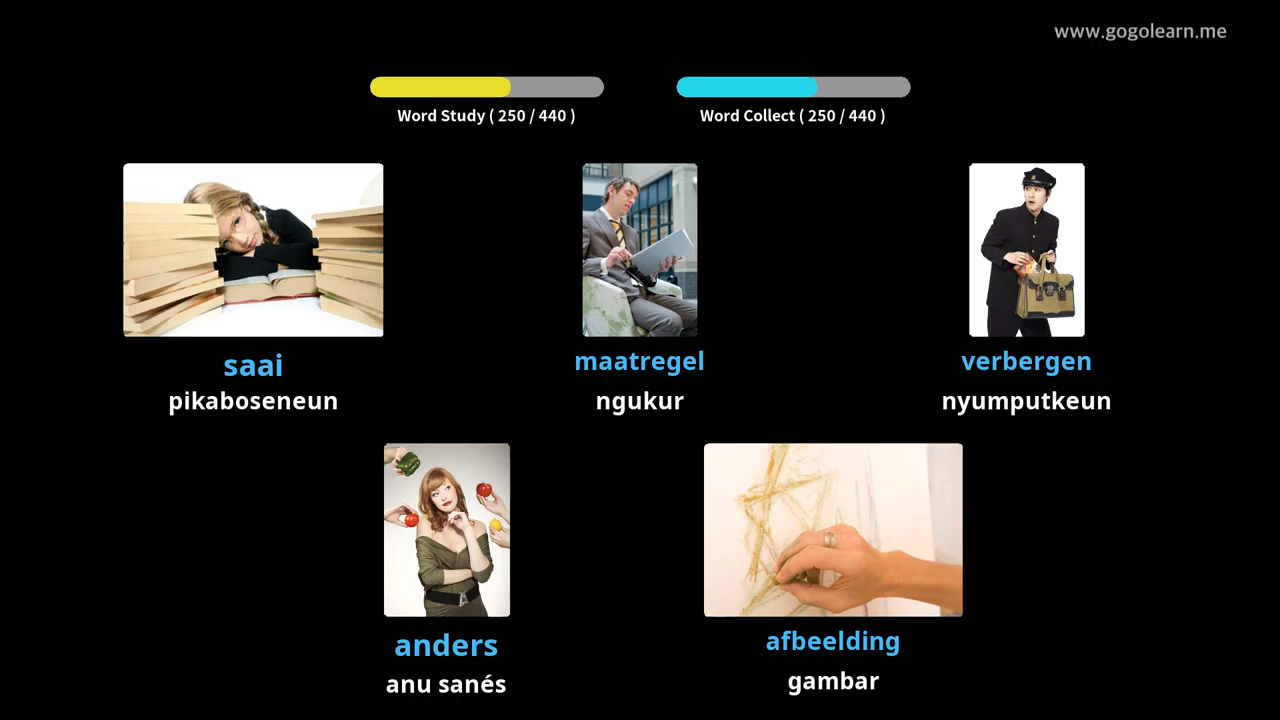 www.gogolearn.me
Word Study ( 250 / 440 )
Word Collect ( 250 / 440 )
saai
pikaboseneun
maatregel
ngukur
verbergen
nyumputkeun
anders
anu sanés
afbeelding
gambar